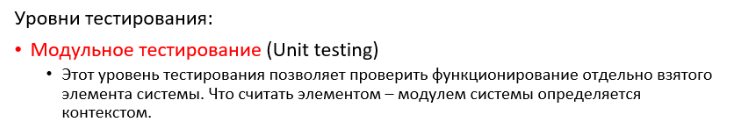 Уровни тестирования:
• Модульное тестирование (Unit testing)
• Этот уровень тестирования позволяет проверить функционирование отдельно взятого
элемента системы. Что считать элементом – модулем системы определяется
контекстом.